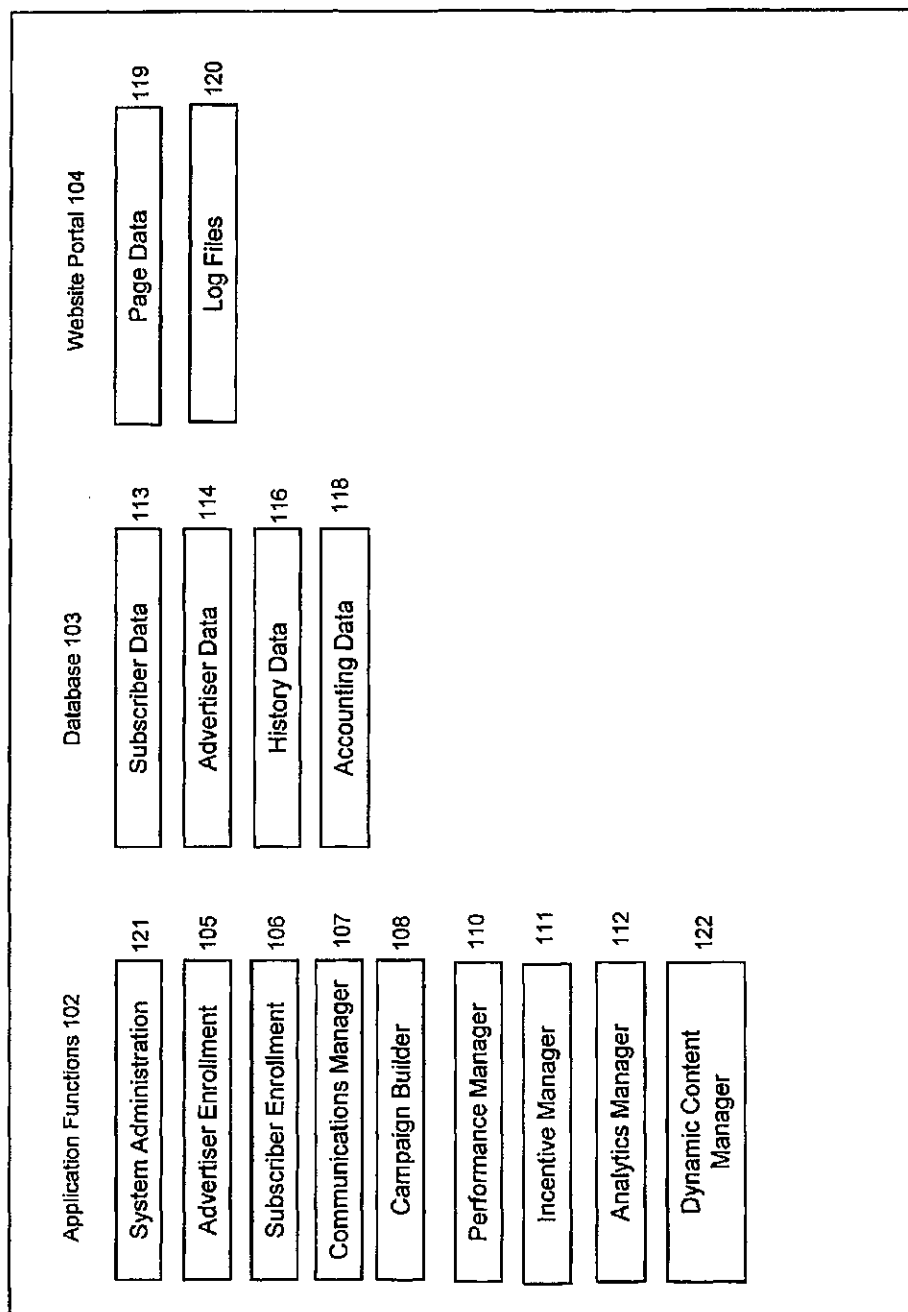 Application Functions 102
System Administration
121
Advertiser Enrollment
105
Subscriber Enrollment
106
Communications Manager
107
Campaign Builder
108
Performance Manager
110
Incentive Manager
111
Analytics Manager
112
Dynamic Content
Manager
122
Database 103
Subscriber Data
113
Advertiser Data
114
History Data
116
Accounting Data
118
Website Portal 104
Page Data
119
Log Files
120